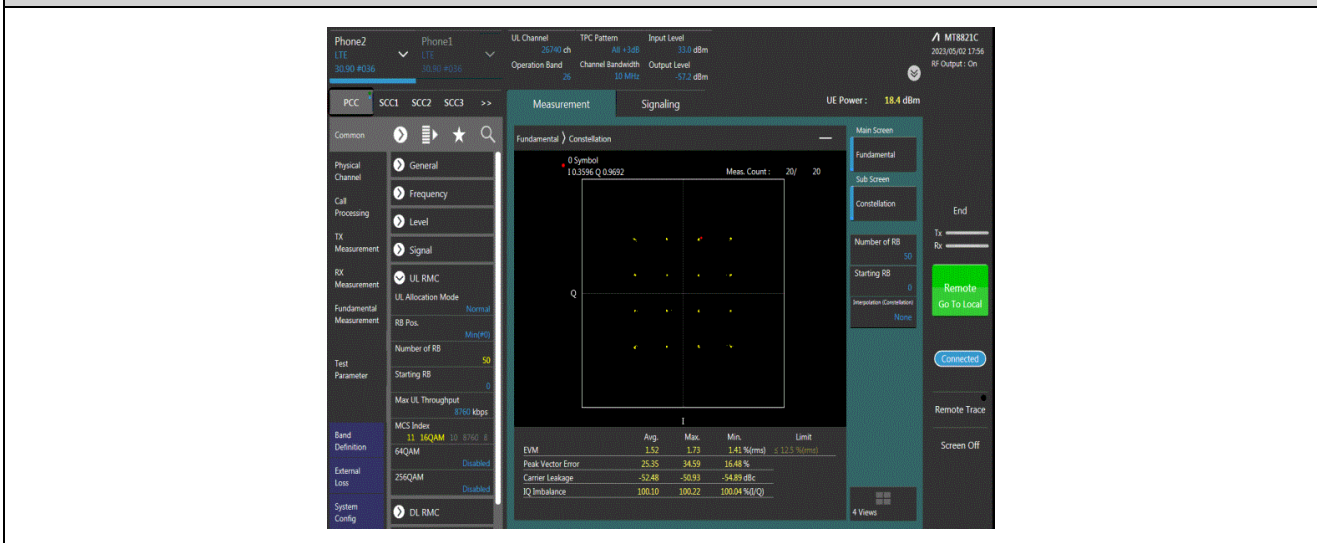 Phone2
LTE
30.90 #036
Phone1
LTE
30.90 #036
UL Channel
26740 ch
TPC Pattern
All +3dB
Input Level
33.0 dBm
Operation Band
26
Channel Bandwidth
10 MHz
Output Level
-57.2 dBm
MT8821C
2023/05/02 17:56
RF Output : On
PCC SCC1 SCC2 SCC3 >>
Measurement Signaling
UE Power : 18.4 dBm
Common
Physical
Channel
Call
Processing
TX
Measurement
RX
Measurement
Fundamental
Measurement
Test
Parameter
Band
Definition
External
Loss
System
Config
General
Frequency
Level
Signal
UL RMC
UL Allocation Mode
Normal
RB Pos.
Min(#0)
Number of RB
50
Starting RB
0
Max UL Throughput
8760 kbps
MCS Index
11 16QAM 10 8760 8
64QAM
Disabled
256QAM
Disabled
DL RMC
Fundamental 〉 Constellation
0 Symbol
I 0.3596 Q 0.9692
Meas. Count : 20/ 20
Q
I
Avg. Max. Min. Limit
EVM 1.52 1.73 1.41 %(rms) ≤ 12.5 %(rms)
Peak Vector Error 25.35 34.59 16.48 %
Carrier Leakage -52.48 -50.93 -54.89 dBc
IQ Imbalance 100.10 100.22 100.04 %(I/Q)
Main Screen
Fundamental
Sub Screen
Constellation
Number of RB
50
Starting RB
0
Interpolation (Constellation)
None
4 Views
End
Tx
Rx
Remote
Go To Local
Connected
Remote Trace
Screen Off